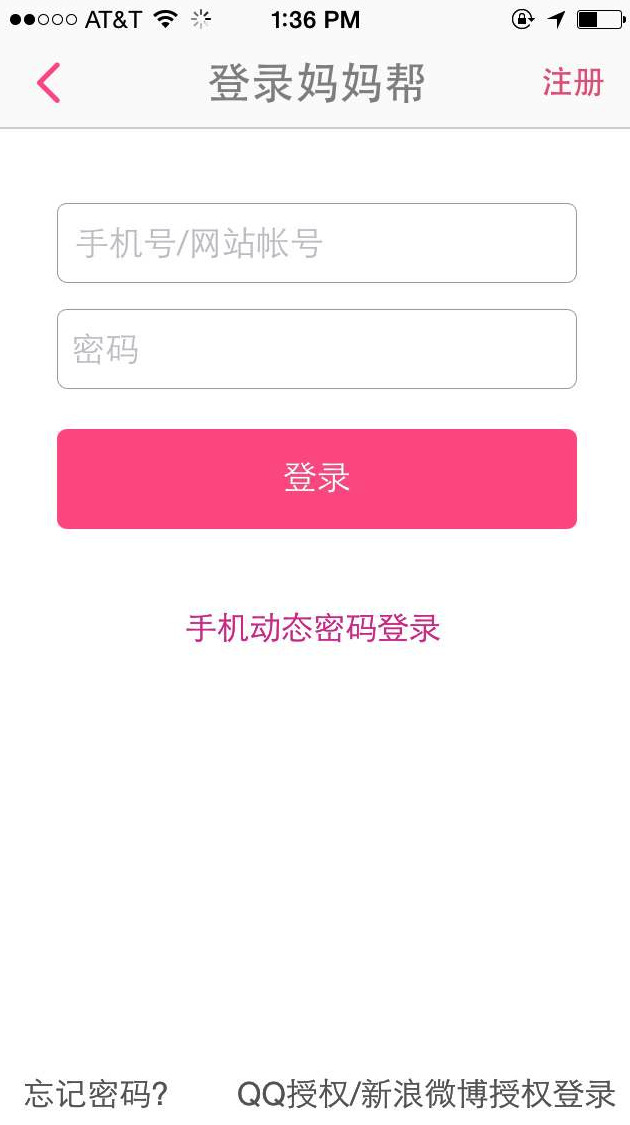 AT&T 1:36 PM
登录妈妈帮 注册
手机号/网站帐号
密码
登录
手机动态密码登录
忘记密码? QQ授权/新浪微博授权登录